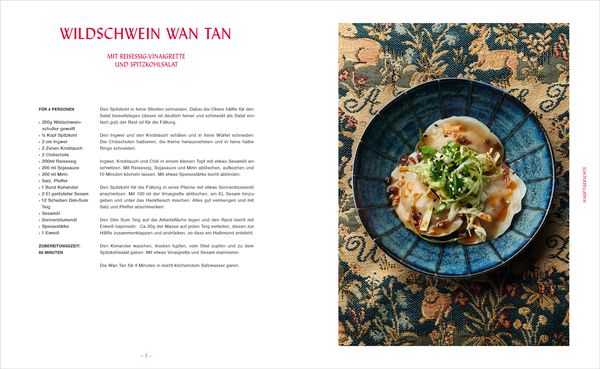 WILDSCHWEIN WAN TAN
MIT REISESSIG-VINAIGRETTE
UND SPITZKOHLSALAT
FÜR 4 PERSONEN
• 200g Wildschwein-
schulter gewolft
• ½ Kopf Spitzkohl
• 2 cm Ingwer
• 2 Zehen Knoblauch
• 2 Chilischote
• 200ml Reisessig
• 200 ml Sojasauce
• 200 ml Mirin
• Salz, Pfeffer
• 1 Bund Koriander
• 2 El gerösteter Sesam
• 12 Scheiben Dim-Sum
Teig
• Sesamöl
• Sonnenblumenöl
• Speisestärke
• 1 Eiweiß
ZUBEREITUNGSZEIT:
60 MINUTEN
Den Spitzkohl in feine Streifen schneiden. Dabei die Obere hälfte für den
Salat beiseitelegen (dieser ist deutlich feiner und schmeckt als Salat ein-
fach gut) der Rest ist für die Füllung.
Den Ingwer und den Knoblauch schälen und in feine Würfel schneiden.
Die Chilischoten halbieren, die Kerne herausnehmen und in feine halbe
Ringe schneiden.
Ingwer, Knoblauch und Chili in einem kleinen Topf mit etwas Sesamöl an-
schwitzen. Mit Reisessig, Sojasauce und Mirin ablöschen, aufkochen und
10 Minuten köcheln lassen. Mit etwas Speisestärke leicht abbinden.
Den Spitzkohl für die Füllung in einer Pfanne mit etwas Sonnenblumenöl
anschwitzen. Mit 100 ml der Vinaigrette ablöschen, ein EL Sesam hinzu-
geben und unter das Hackfleisch mischen. Alles gut vermengen und mit
Salz und Pfeffer abschmecken.
Den Dim-Sum Teig auf die Arbeitsfläche legen und den Rand leicht mit
Eiweiß bepinseln. Ca 20g der Masse auf jeden Teig verteilen, diesen zur
Hälfte zusammenklappen und andrücken, so dass ein Halbmond entsteht.
Den Koriander waschen, trocken tupfen, vom Stiel zupfen und zu dem
Spitzkohlsalat geben. Mit etwas Vinaigrette und Sesam marinieren.
Die Wan Tan für 4 Minuten in leicht köchelndem Salzwasser garen.
– 3 –
HAUPTGERICHTE